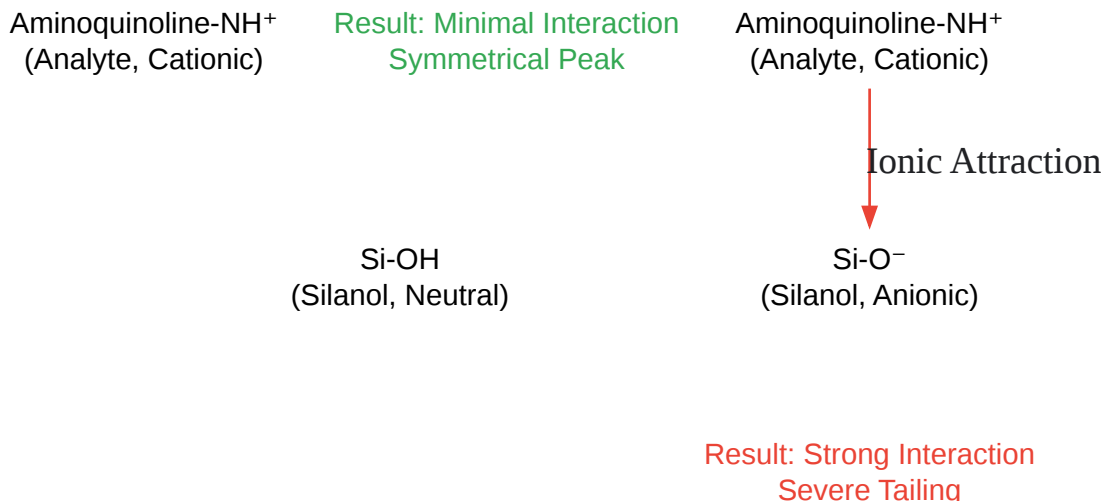 Aminoquinoline-NH⁺
(Analyte, Cationic)
Result: Minimal Interaction
Symmetrical Peak
Aminoquinoline-NH⁺
(Analyte, Cationic)
Ionic Attraction
Si-OH
(Silanol, Neutral)
Si-O⁻
(Silanol, Anionic)
Result: Strong Interaction
Severe Tailing